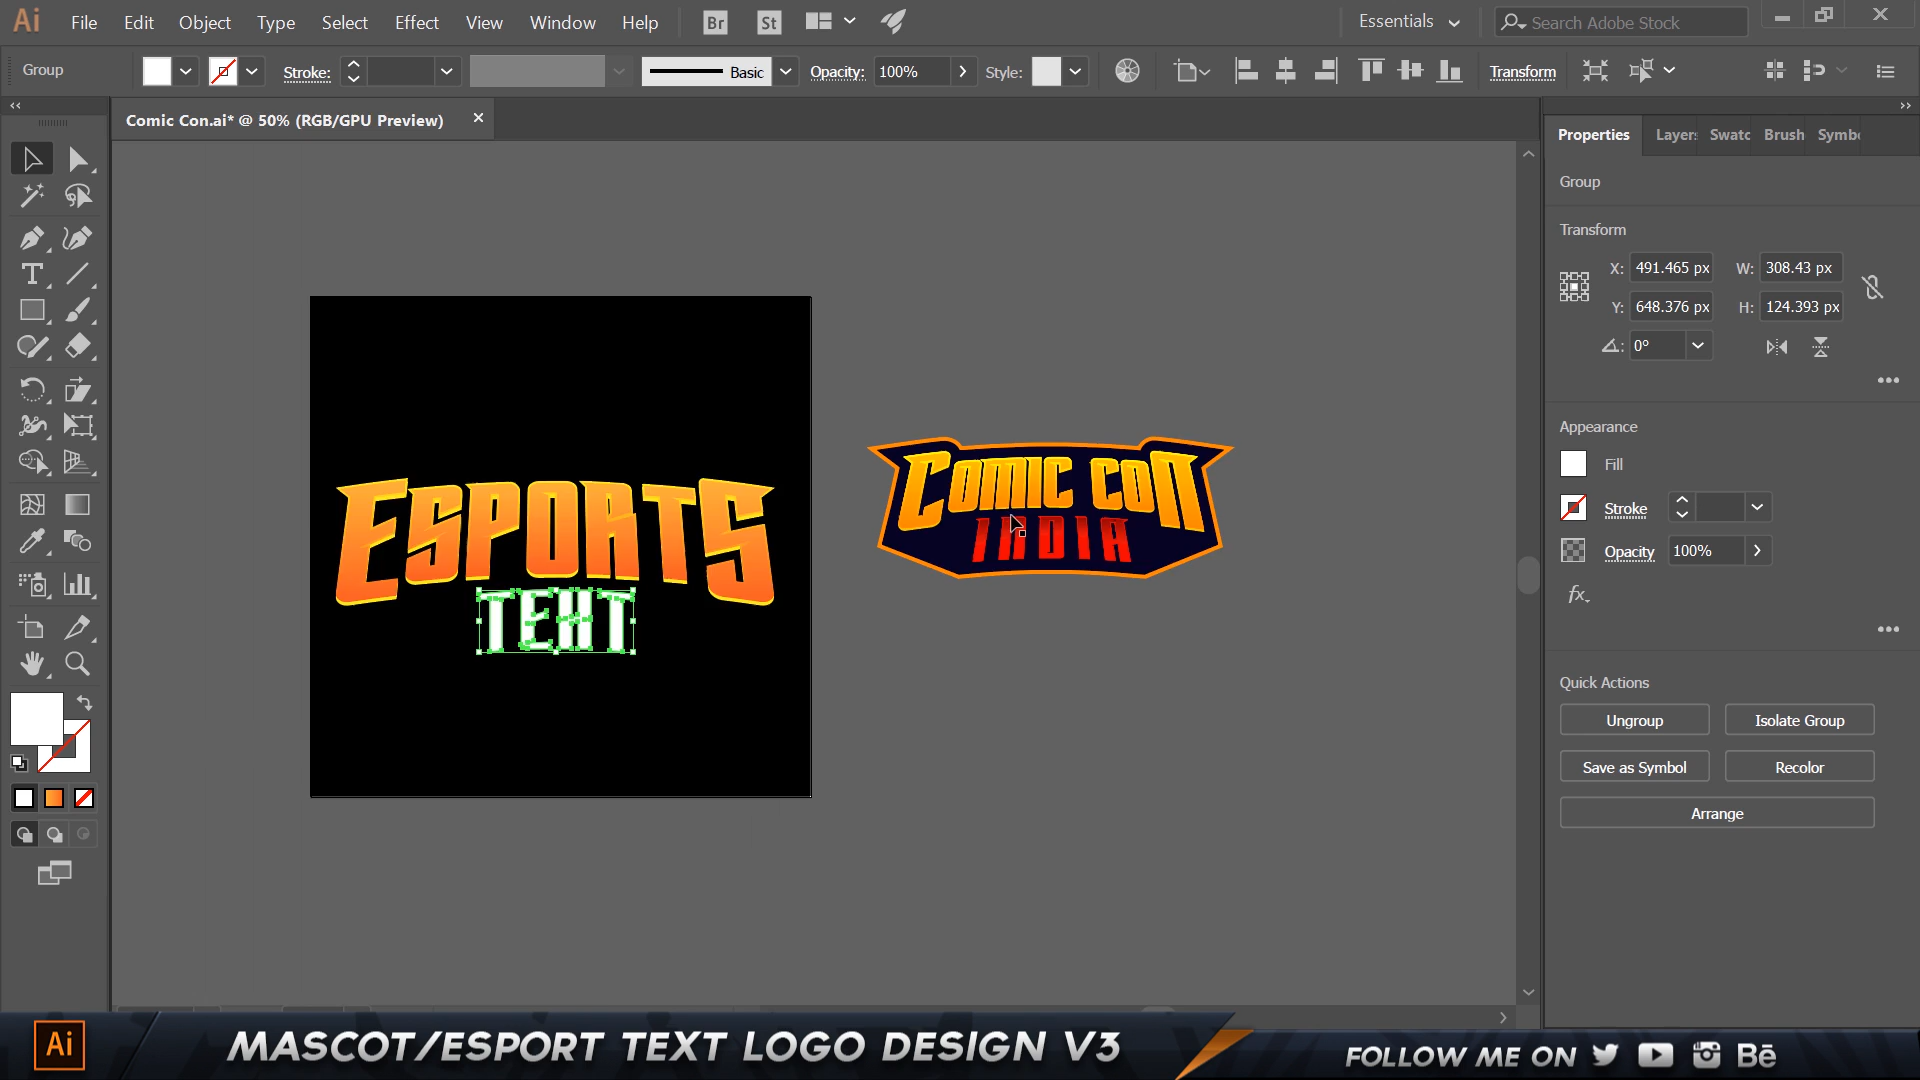 Ai File Edit Object Type Select Effect View Window Help Br St Essentials Search Adobe Stock
Group Stroke: Basic Opacity: 100% Style: Transform
Comic Con.ai* @ 50% (RGB/GPU Preview)
Properties Layer Swatc Brush Symb
Group
Transform
X: 491.465 px W: 308.43 px
Y: 648.376 px H: 124.393 px
0°
Appearance
Fill
Stroke
Opacity 100%
fx
Quick Actions
Ungroup Isolate Group
Save as Symbol Recolor
Arrange
ESPORTS
TEXT
COMIC CON
INDIA
Ai MASCOT/ESPORT TEXT LOGO DESIGN V3
FOLLOW ME ON Bē